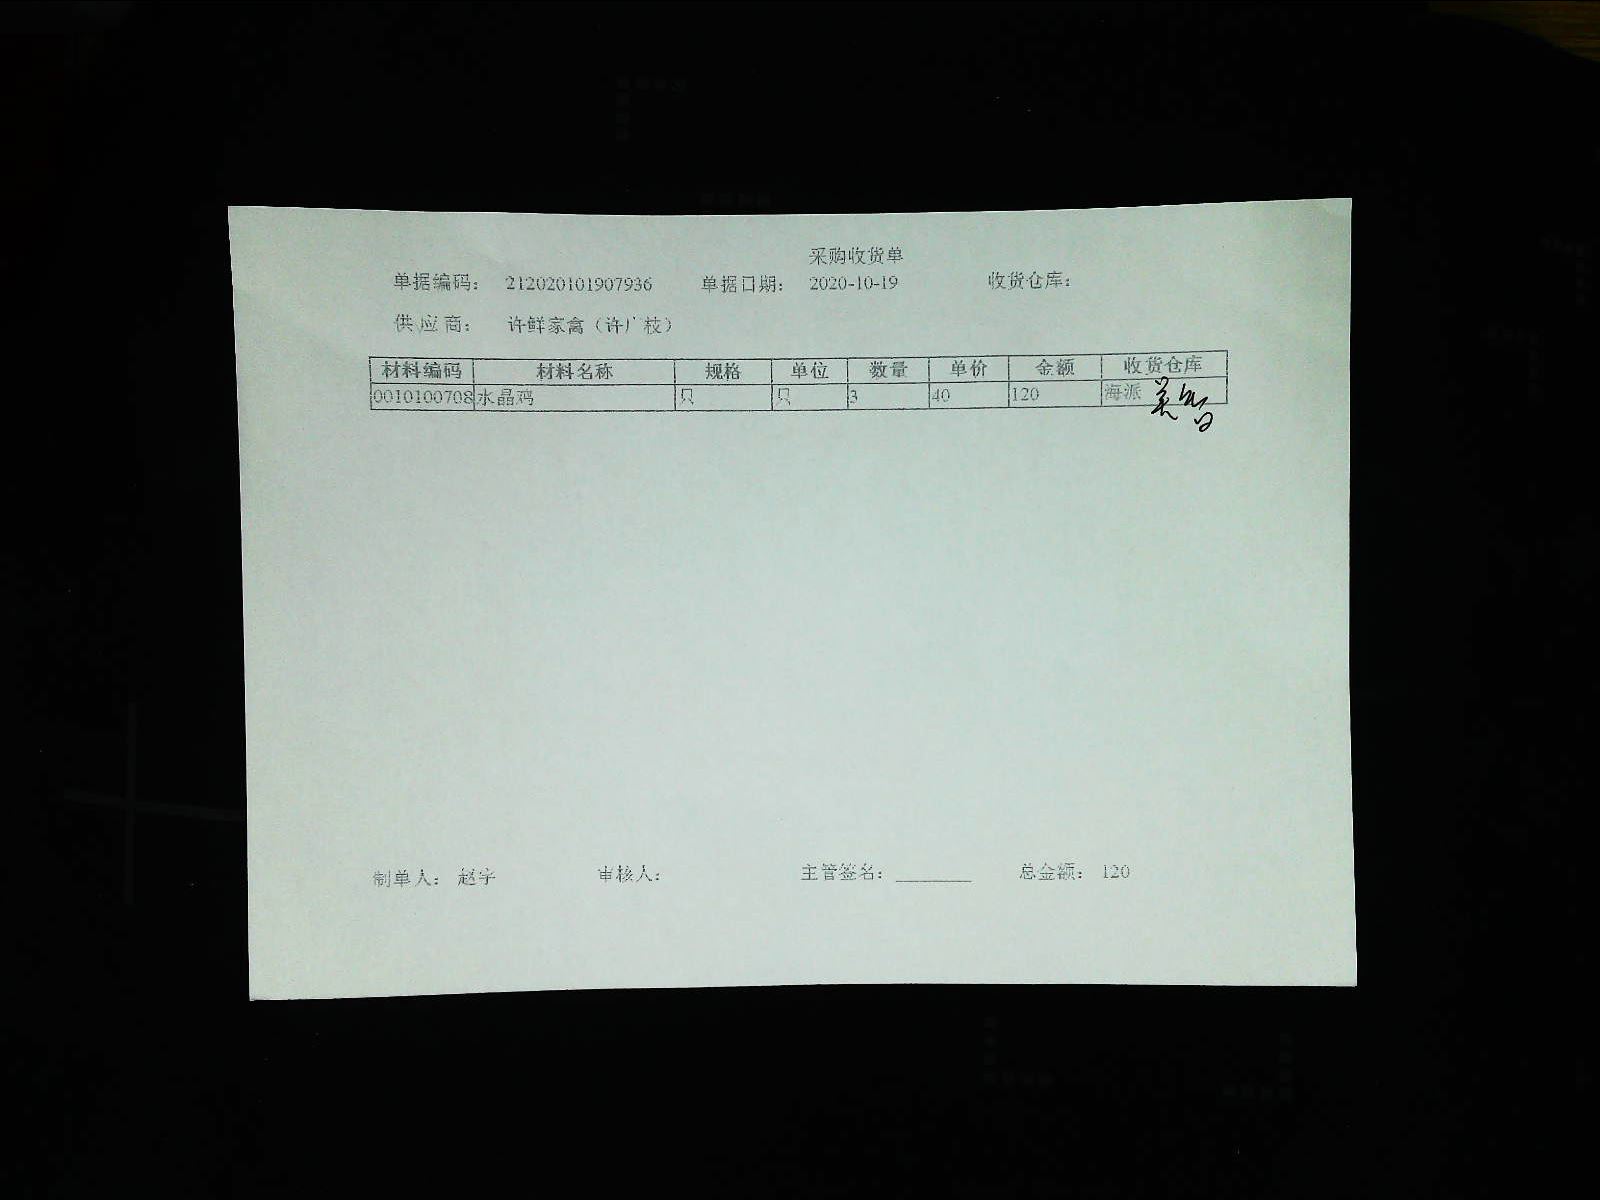 采购收货单
单据编码： 212020101907936 单据日期： 2020-10-19 收货仓库：
供 应 商： 许鲜家禽（许广枝）
材料编码 材料名称 规格 单位 数量 单价 金额 收货仓库
0010100708 水晶鸡 只 只 3 40 120 海派
制单人： 赵宇 审核人： 主管签名： ________ 总金额： 120